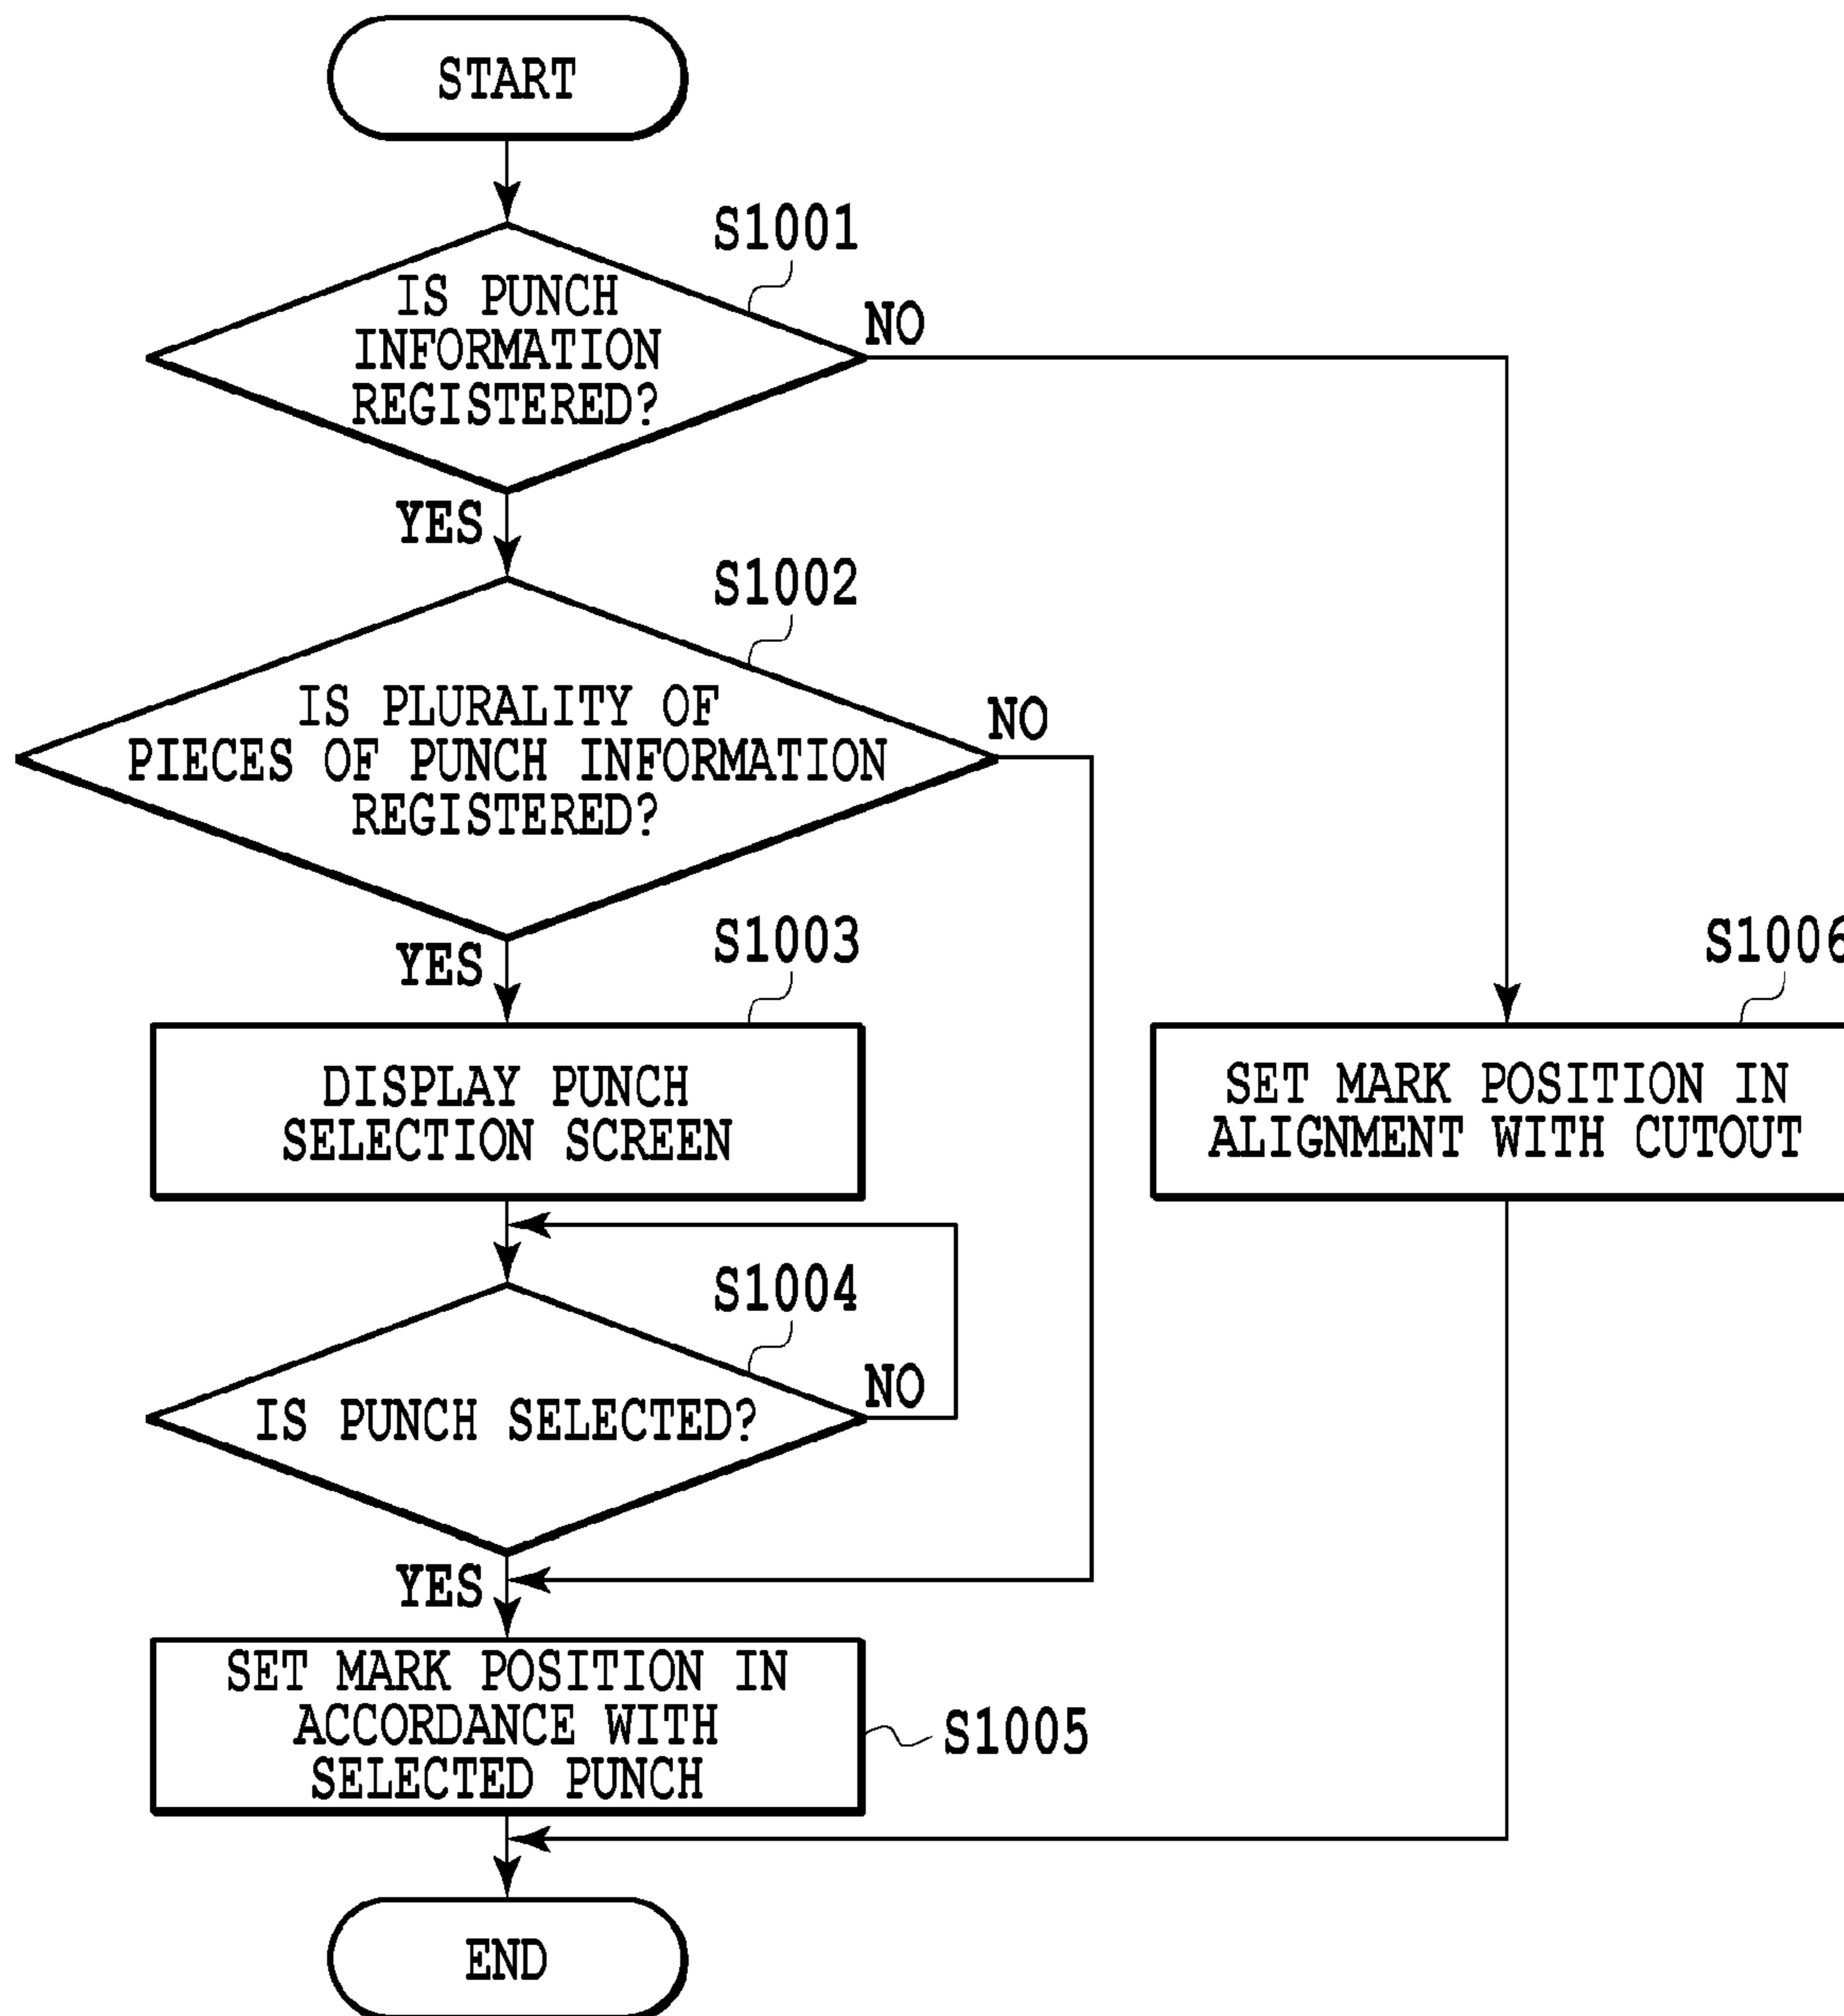 START
S1001
IS PUNCH
INFORMATION
REGISTERED?
NO
YES
S1002
IS PLURALITY OF
PIECES OF PUNCH INFORMATION
REGISTERED?
NO
YES
S1003
DISPLAY PUNCH
SELECTION SCREEN
S1006
SET MARK POSITION IN
ALIGNMENT WITH CUTOUT
S1004
IS PUNCH SELECTED?
NO
YES
SET MARK POSITION IN
ACCORDANCE WITH
SELECTED PUNCH
S1005
END